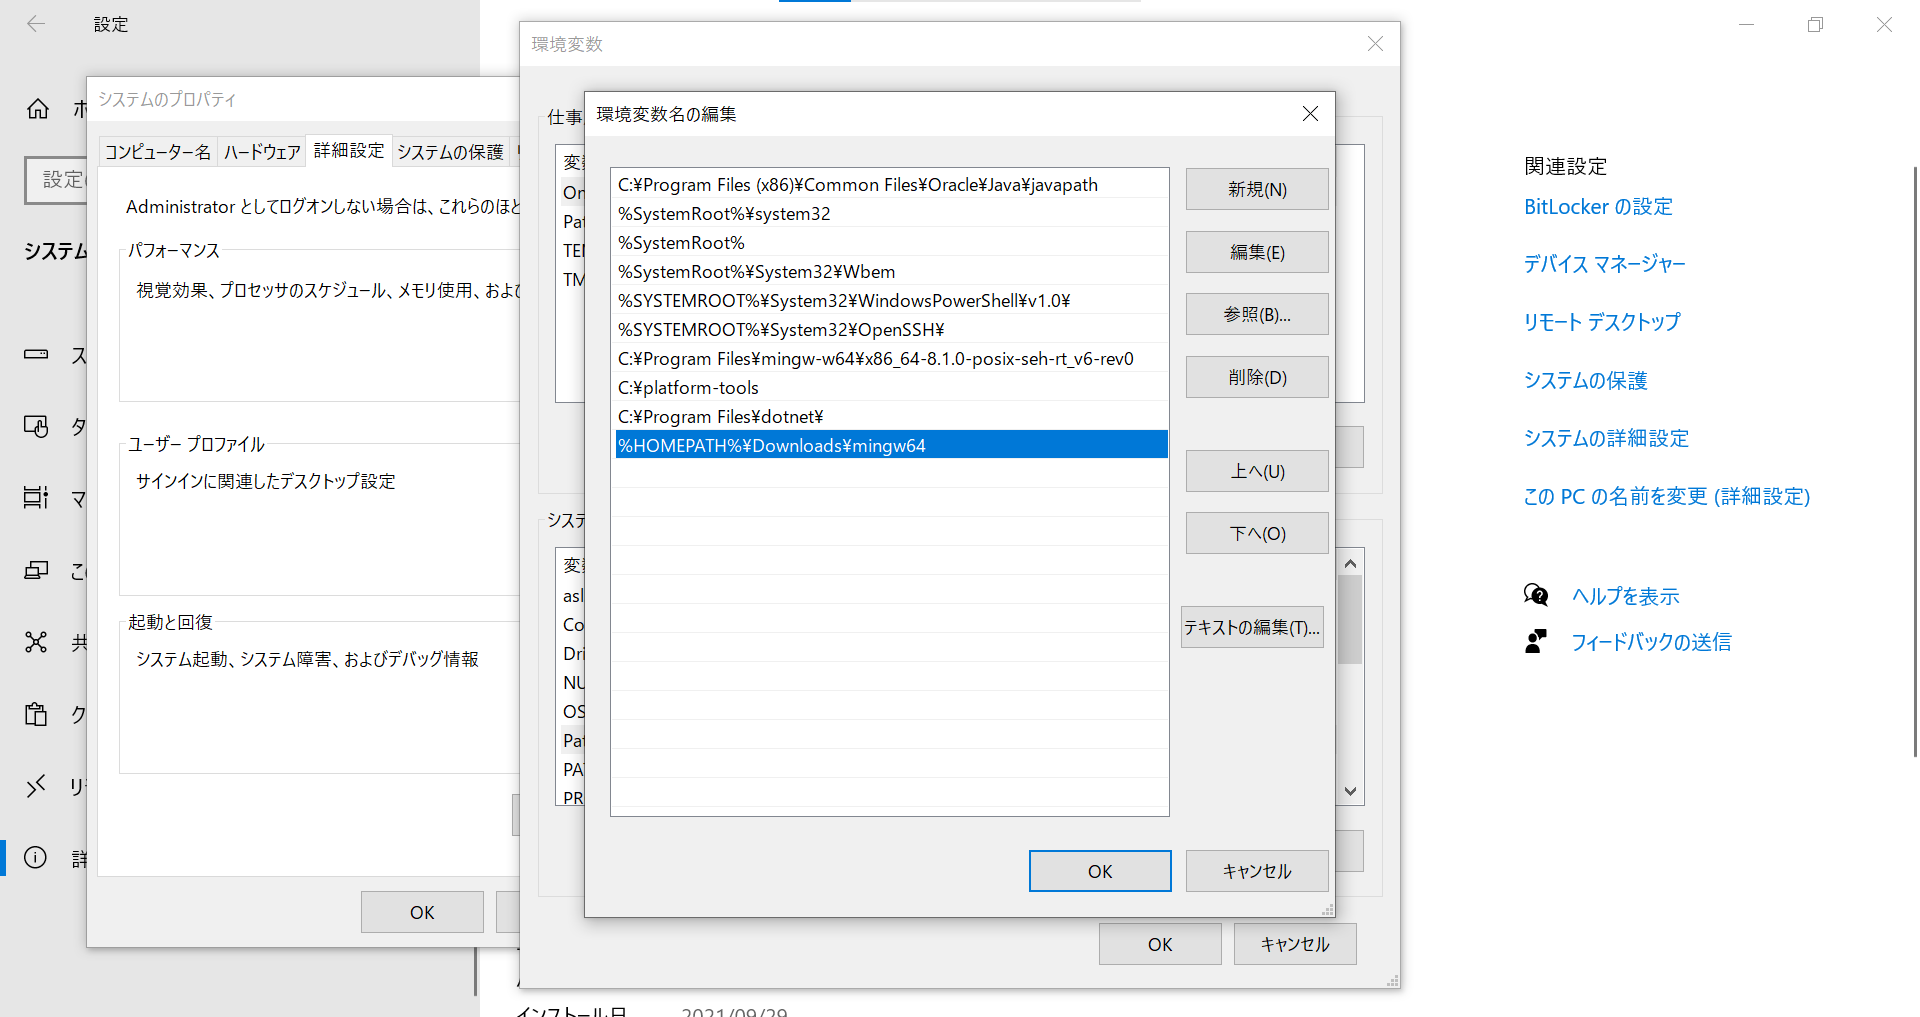 設定
ホ
設定
システム
ス
タ
マ
この
共
ク
リモ
詳
システムのプロパティ
コンピューター名
ハードウェア
詳細設定
システムの保護
Administrator としてログオンしない場合は、これらのほと
パフォーマンス
視覚効果、プロセッサのスケジュール、メモリ使用、およ
ユーザー プロファイル
サインインに関連したデスクトップ設定
起動と回復
システム起動、システム障害、およびデバッグ情報
OK
環境変数
仕事
変
On
Pat
TE
TM
システ
変
asl
Co
Dri
NU
OS
Pat
PA
PR
OK
キャンセル
環境変数名の編集
C:¥Program Files (x86)¥Common Files¥Oracle¥Java¥javapath
%SystemRoot%¥system32
%SystemRoot%
%SystemRoot%¥System32¥Wbem
%SYSTEMROOT%¥System32¥WindowsPowerShell¥v1.0¥
%SYSTEMROOT%¥System32¥OpenSSH¥
C:¥Program Files¥mingw-w64¥x86_64-8.1.0-posix-seh-rt_v6-rev0
C:¥platform-tools
C:¥Program Files¥dotnet¥
%HOMEPATH%¥Downloads¥mingw64
新規(N)
編集(E)
参照(B)...
削除(D)
上へ(U)
下へ(O)
テキストの編集(T)...
OK
キャンセル
インストール日 2021/09/29
関連設定
BitLocker の設定
デバイス マネージャー
リモート デスクトップ
システムの保護
システムの詳細設定
この PC の名前を変更 (詳細設定)
ヘルプを表示
フィードバックの送信